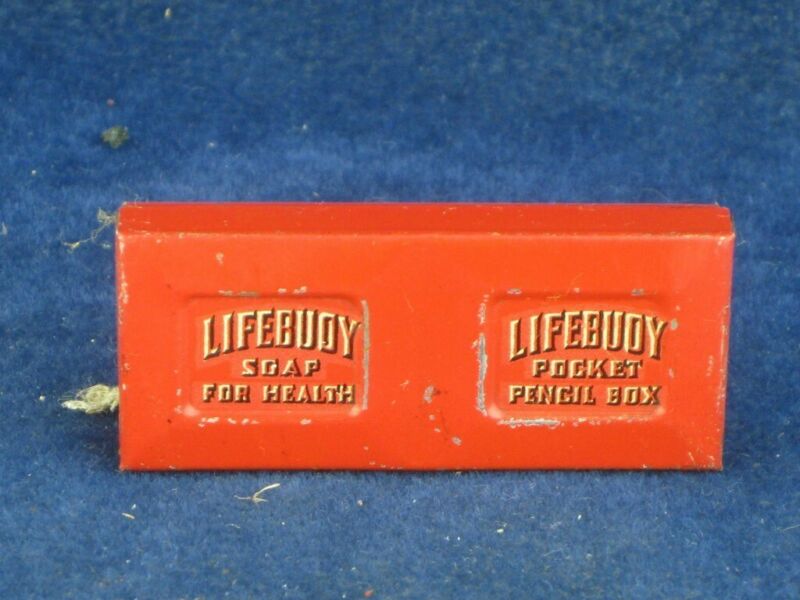 LIFEBUOY
SOAP
FOR HEALTH
LIFEBUOY
POCKET
PENCIL BOX